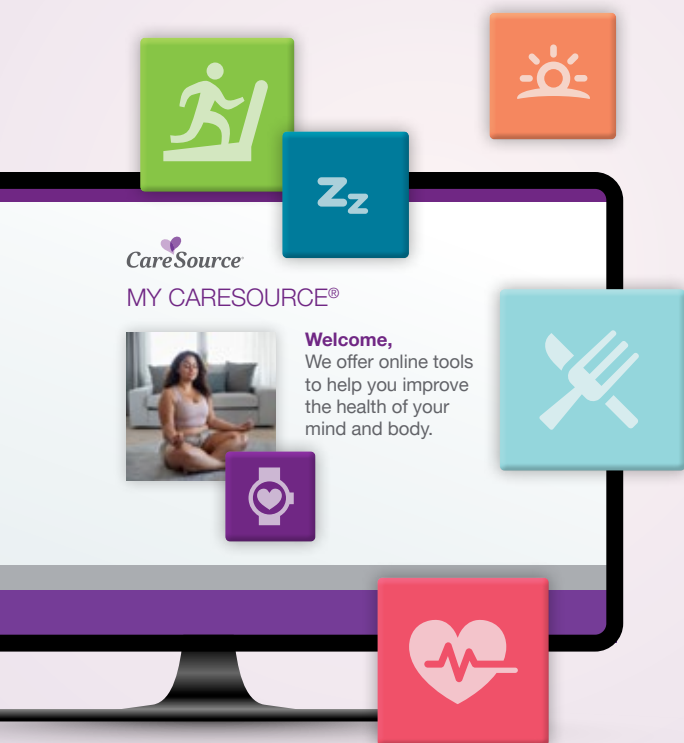 zz
CareSource
MY CARESOURCE®
Welcome,
We offer online tools
to help you improve
the health of your
mind and body.